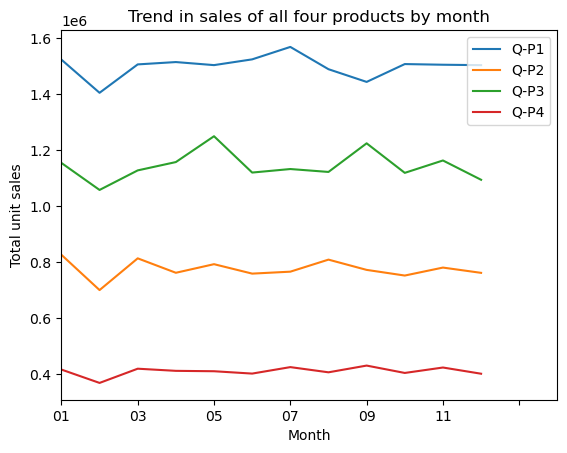 Trend in sales of all four products by month
1e6
1.6
1.4
1.2
1.0
0.8
0.6
0.4
Total unit sales
Q-P1
Q-P2
Q-P3
Q-P4
01 03 05 07 09 11
Month